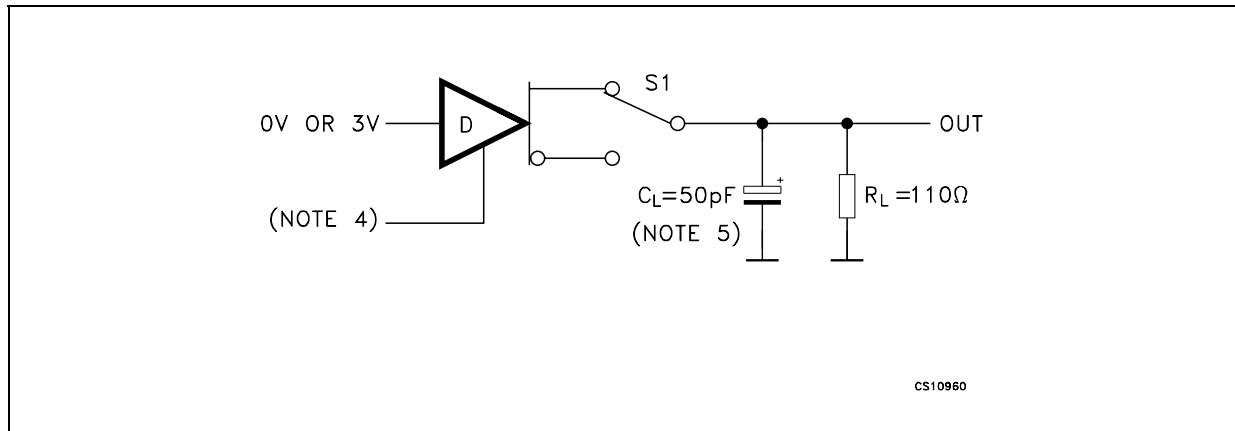 S1
0V OR 3V
D
OUT
+
CL=50pF
RL=110Ω
(NOTE 4)
(NOTE 5)
CS10960